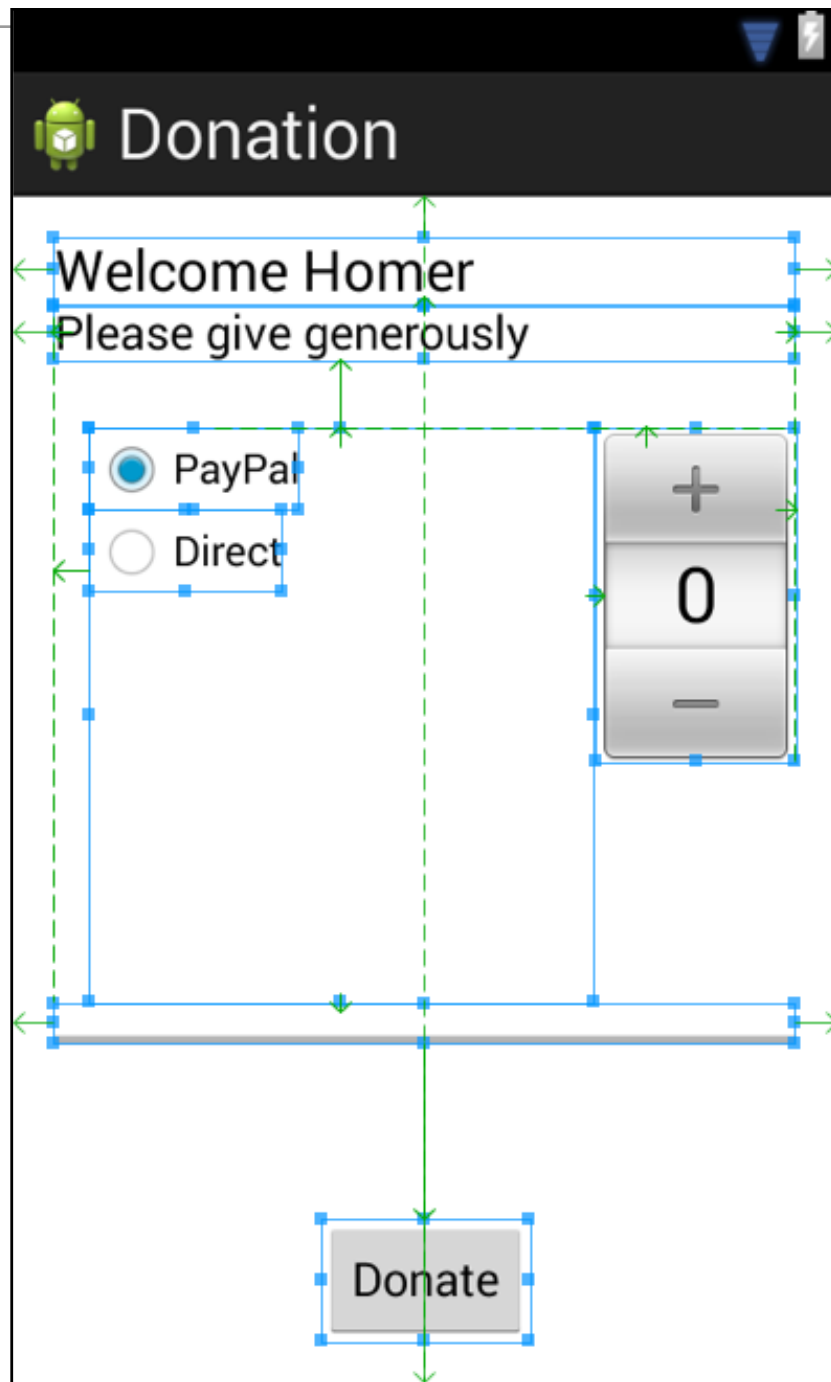 Donation
Welcome Homer
Please give generously
PayPal
+
Direct
0
−
Donate